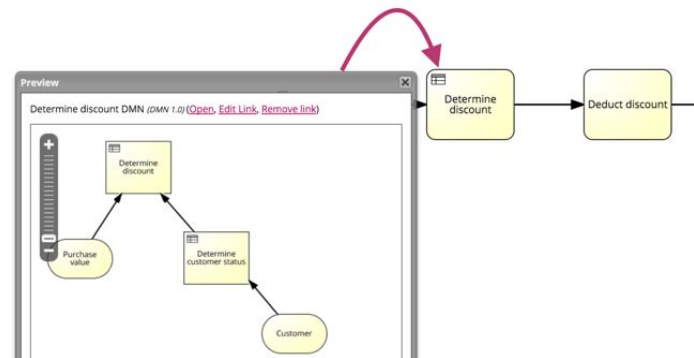 Preview
Determine discount DMN (DMN 1.0) (Open, Edit Link, Remove link)
Determine
discount
Purchase
value
Determine
customer status
Customer
Determine
discount
Deduct discount